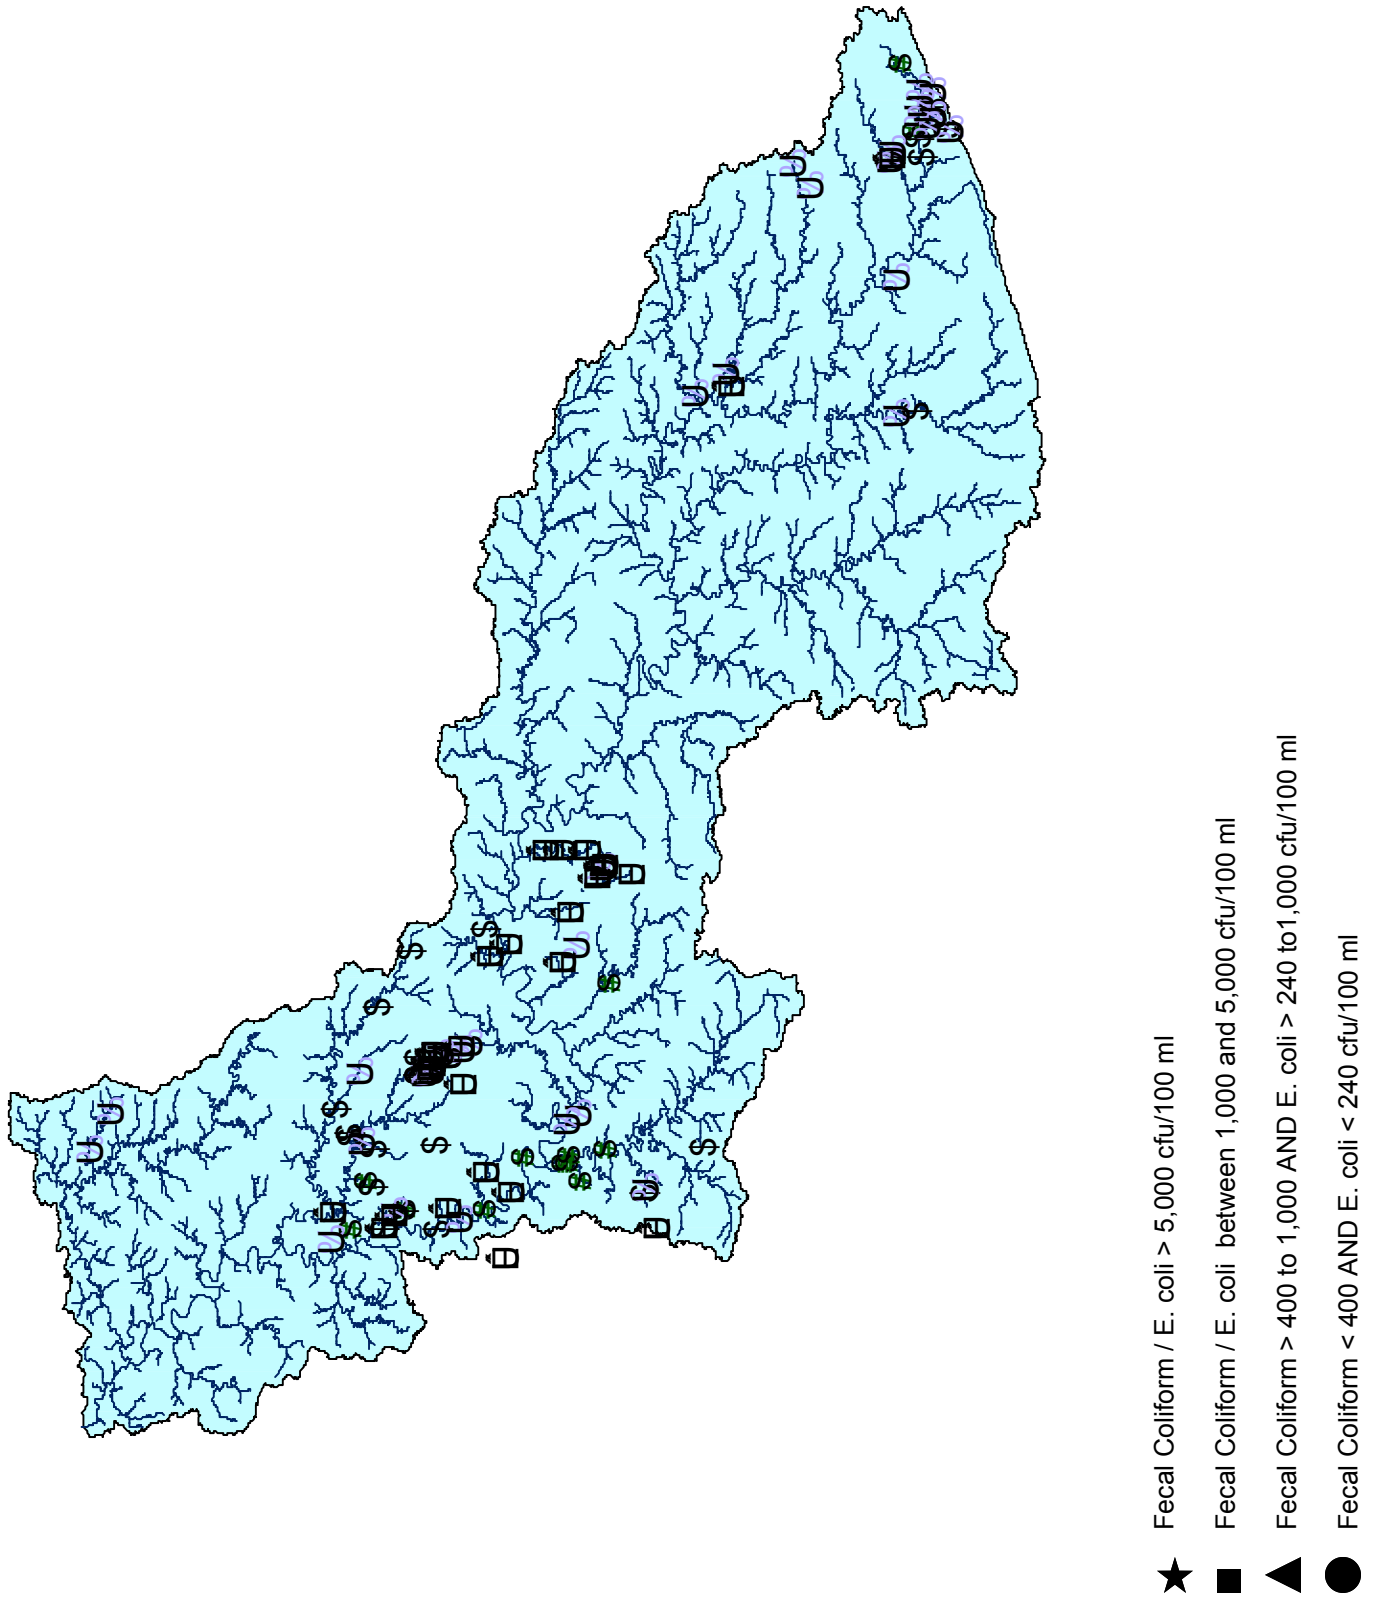 Fecal Coliform / E. coli > 5,000 cfu/100 ml
Fecal Coliform / E. coli between 1,000 and 5,000 cfu/100 ml
Fecal Coliform > 400 to 1,000 AND E. coli > 240 to1,000 cfu/100 ml
Fecal Coliform < 400 AND E. coli < 240 cfu/100 ml